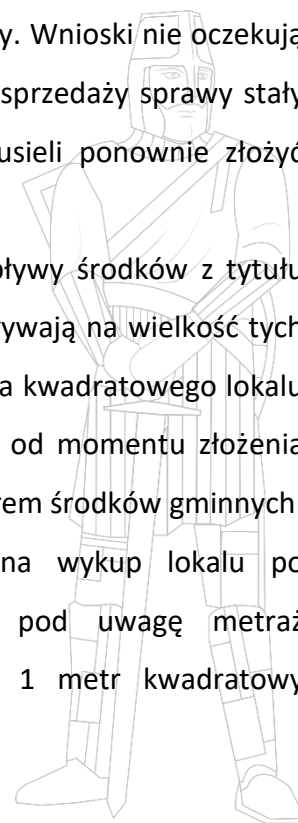 y. Wnioski nie oczekują
sprzedaży sprawy stały
usieli ponownie złożyć
pływy środków z tytułu
rywają na wielkość tych
a kwadratowego lokalu
od momentu złożenia
rem środków gminnych
na wykup lokalu po
pod uwagę metraż
1 metr kwadratowy